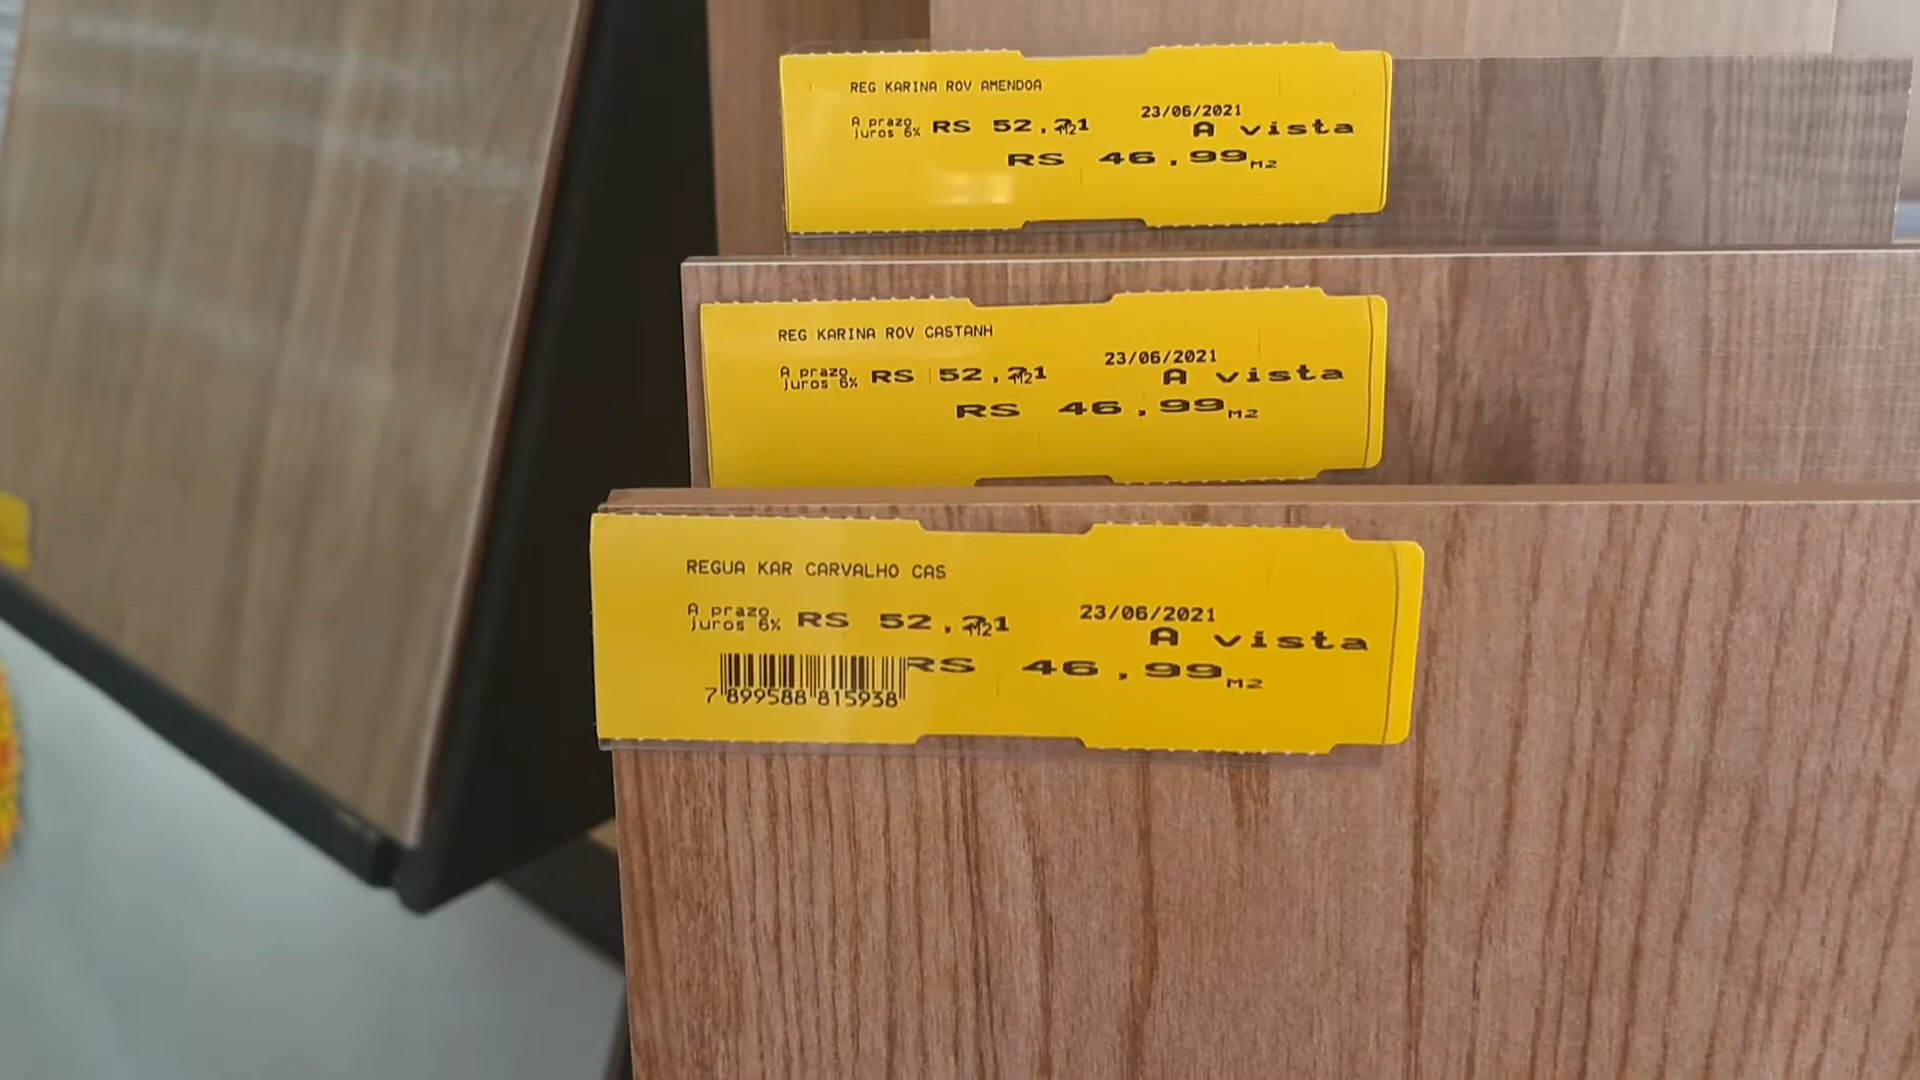 REG KARINA ROV AMENDOA
23/06/2021
A prazo
juros 6% RS 52,21 M2
A vista
RS 46,99 M2
REG KARINA ROV CASTANH
23/06/2021
A prazo
juros 6% RS 52,21 M2
A vista
RS 46,99 M2
REGUA KAR CARVALHO CAS
23/06/2021
A prazo
juros 6% RS 52,21 M2
A vista
RS 46,99 M2
7 899588 815938